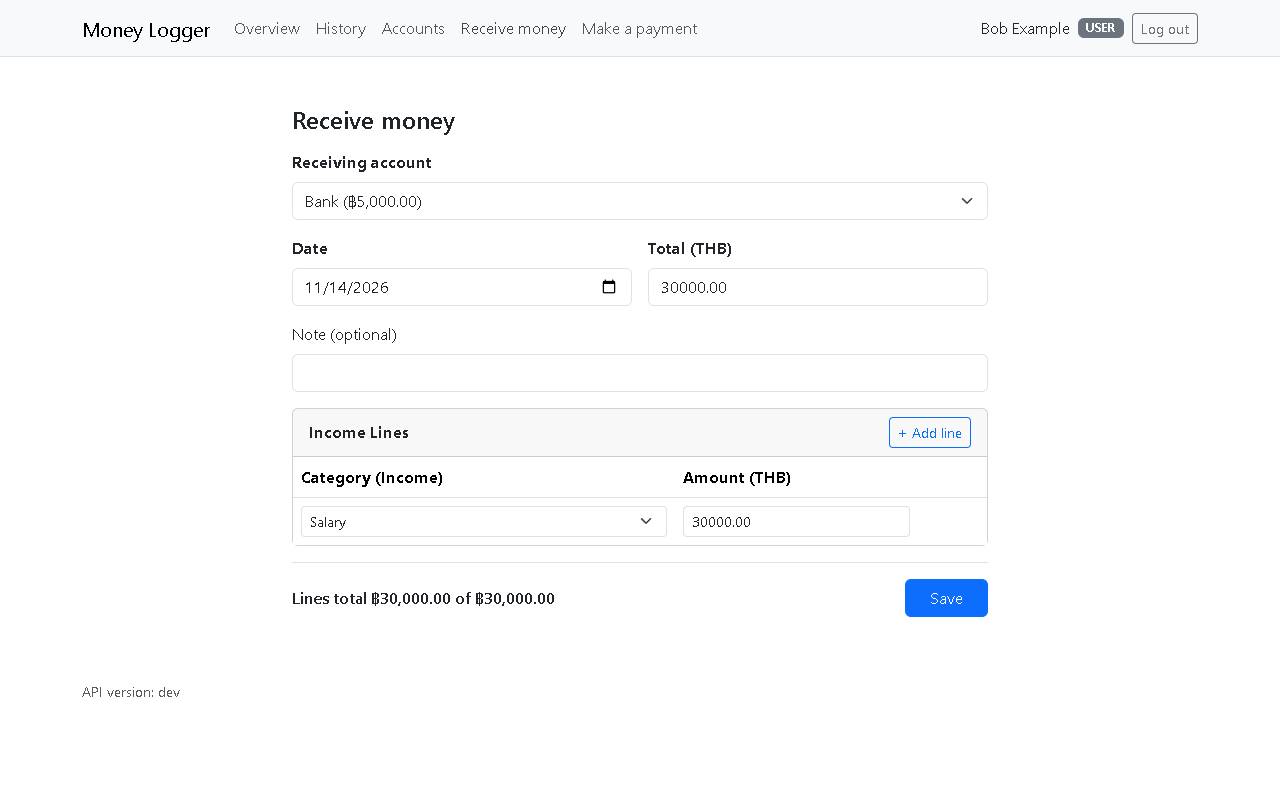 Money Logger Overview History Accounts Receive money Make a payment Bob Example USER Log out
Receive money
Receiving account
Bank (฿5,000.00)
Date Total (THB)
11/14/2026 30000.00
Note (optional)
Income Lines + Add line
Category (Income) Amount (THB)
Salary 30000.00
Lines total ฿30,000.00 of ฿30,000.00 Save
API version: dev